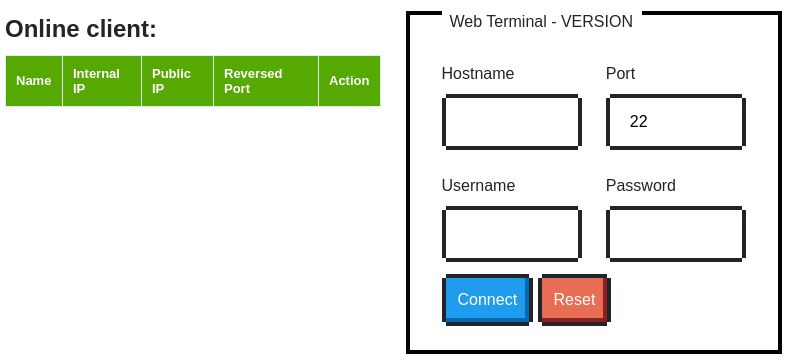 Online client:
Name
Internal
IP
Public
IP
Reversed
Port
Action
Web Terminal - VERSION
Hostname
Port
22
Username
Password
Connect
Reset